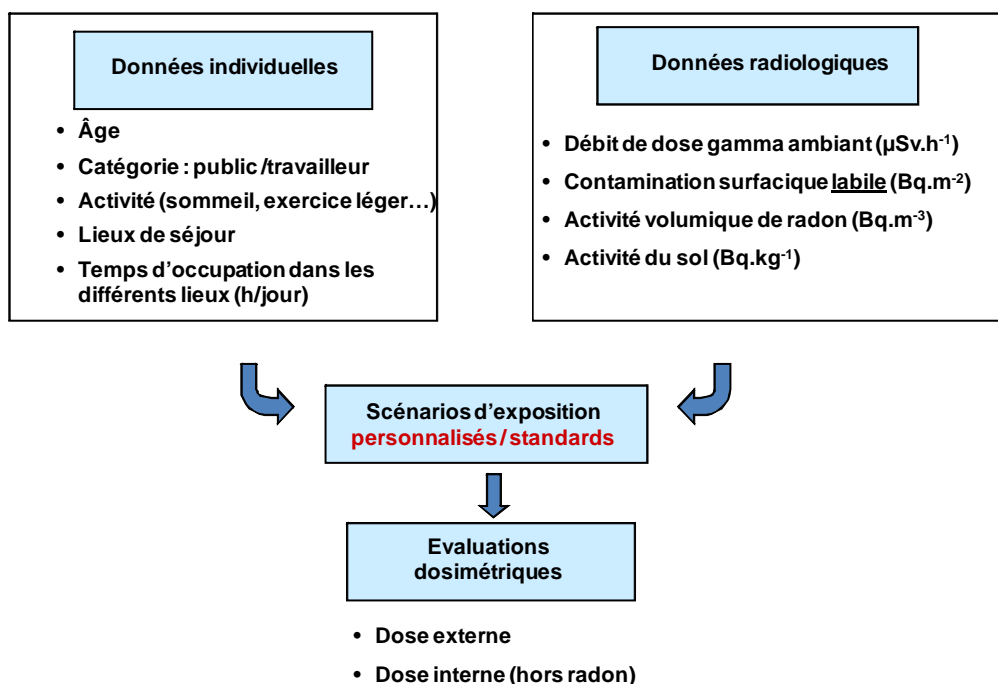 Données individuelles
• Âge
• Catégorie : public /travailleur
• Activité (sommeil, exercice léger…)
• Lieux de séjour
• Temps d’occupation dans les
différents lieux (h/jour)
Données radiologiques
• Débit de dose gamma ambiant (µSv.h⁻¹)
• Contamination surfacique labile (Bq.m⁻²)
• Activité volumique de radon (Bq.m⁻³)
• Activité du sol (Bq.kg⁻¹)
Scénarios d’exposition
personnalisés / standards
Evaluations
dosimétriques
• Dose externe
• Dose interne (hors radon)